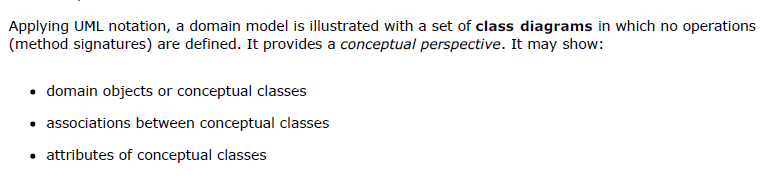 Applying UML notation, a domain model is illustrated with a set of class diagrams in which no operations
(method signatures) are defined. It provides a conceptual perspective. It may show:
• domain objects or conceptual classes
• associations between conceptual classes
• attributes of conceptual classes